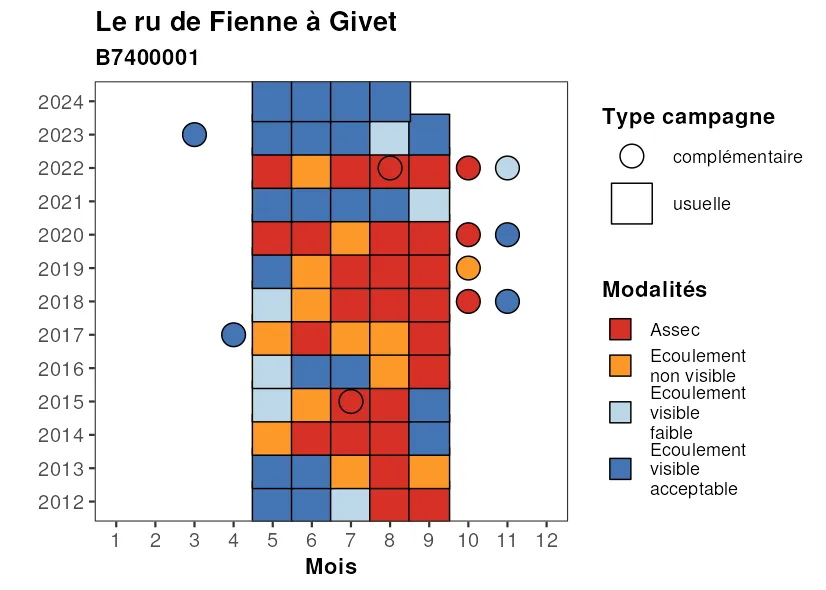 Le ru de Fienne à Givet
B7400001
2024
2023
2022
2021
2020
2019
2018
2017
2016
2015
2014
2013
2012
1 2 3 4 5 6 7 8 9 10 11 12
Mois
Type campagne
complémentaire
usuelle
Modalités
Assec
Ecoulement
non visible
Ecoulement
visible
faible
Ecoulement
visible
acceptable